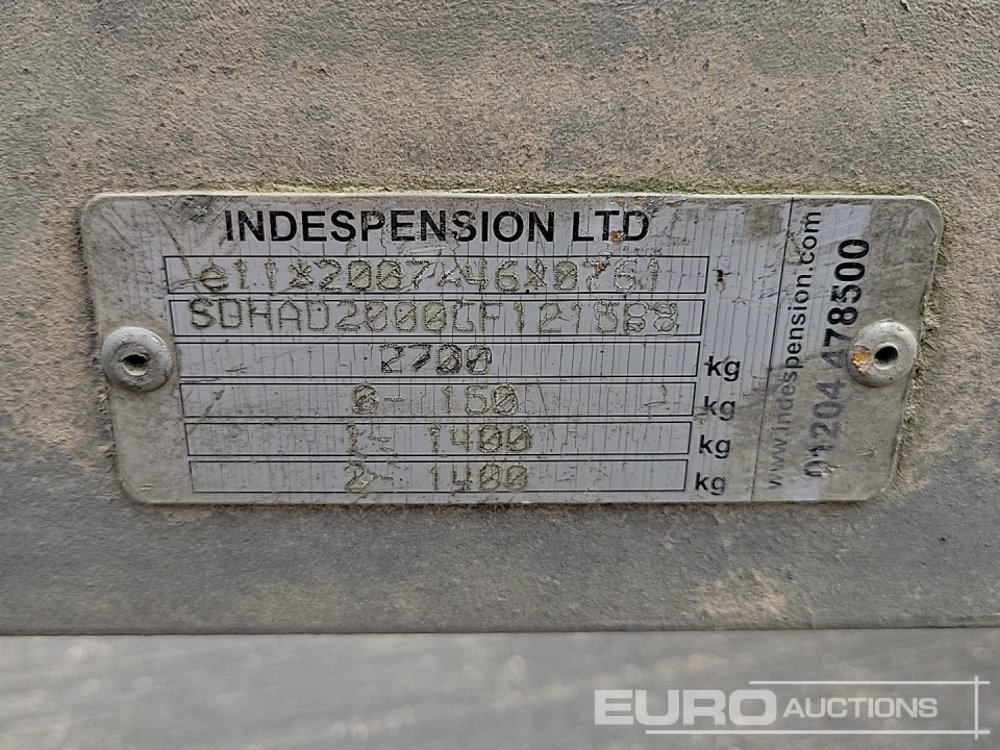 INDESPENSION LTD
e11*2007*46*0761
2700 kg
0- 150 kg
1- 1400 kg
2- 1400 kg
www.indespension.com
01204 478500
EURO AUCTIONS